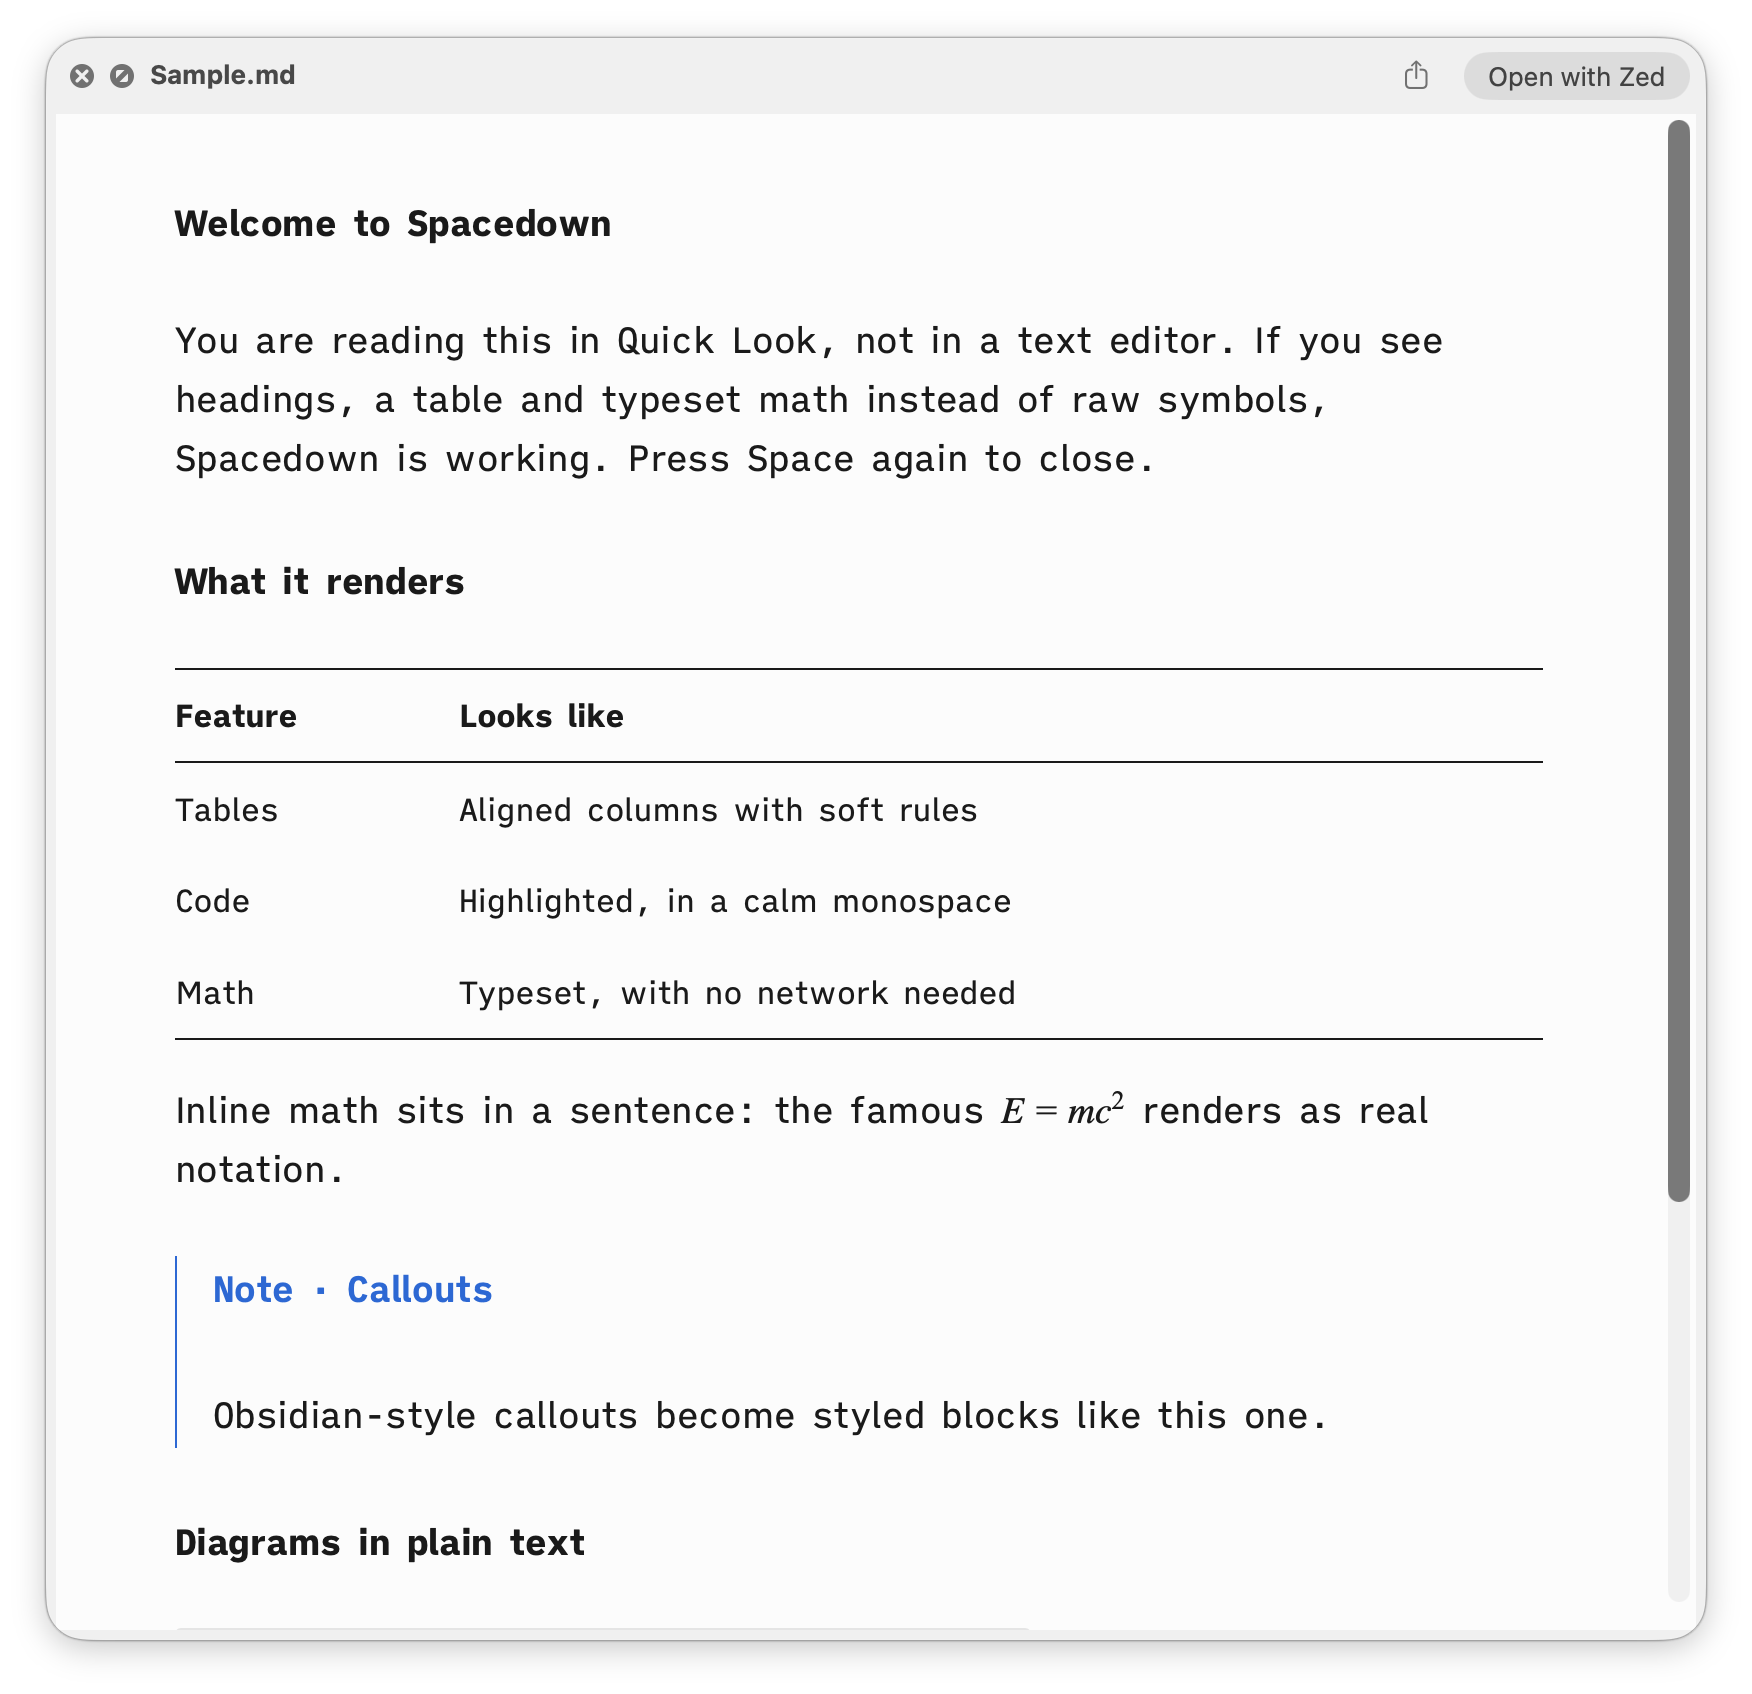 Sample.md
Open with Zed
Welcome to Spacedown
You are reading this in Quick Look, not in a text editor. If you see
headings, a table and typeset math instead of raw symbols,
Spacedown is working. Press Space again to close.
What it renders
Feature Looks like
Tables Aligned columns with soft rules
Code Highlighted, in a calm monospace
Math Typeset, with no network needed
Inline math sits in a sentence: the famous E = mc² renders as real
notation.
Note · Callouts
Obsidian-style callouts become styled blocks like this one.
Diagrams in plain text